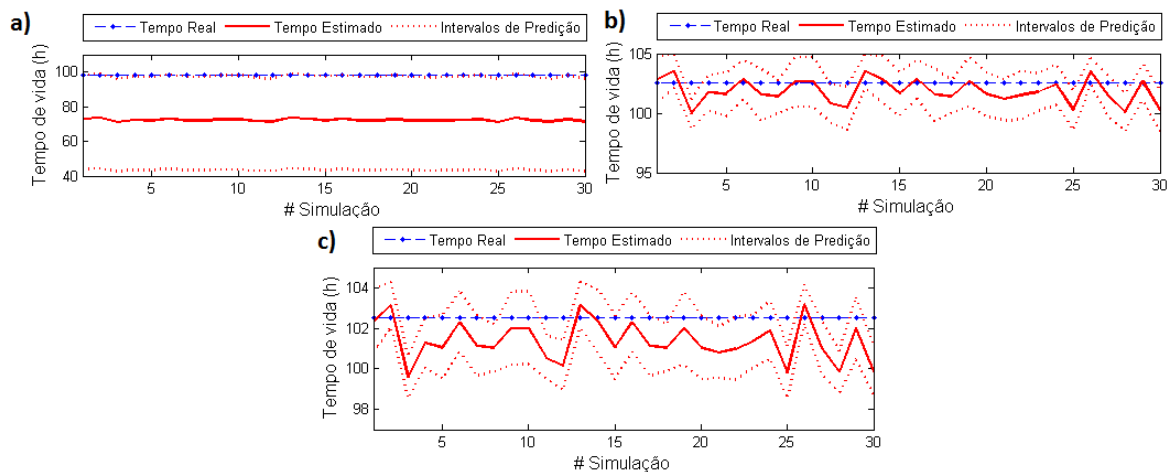 a)
Tempo Real Tempo Estimado Intervalos de Predição
Tempo de vida (h)
100
80
60
40
5 10 15 20 25 30
# Simulação
b)
Tempo Real Tempo Estimado Intervalos de Predição
Tempo de vida (h)
105
100
95
5 10 15 20 25 30
# Simulação
c)
Tempo Real Tempo Estimado Intervalos de Predição
Tempo de vida (h)
104
102
100
98
5 10 15 20 25 30
# Simulação